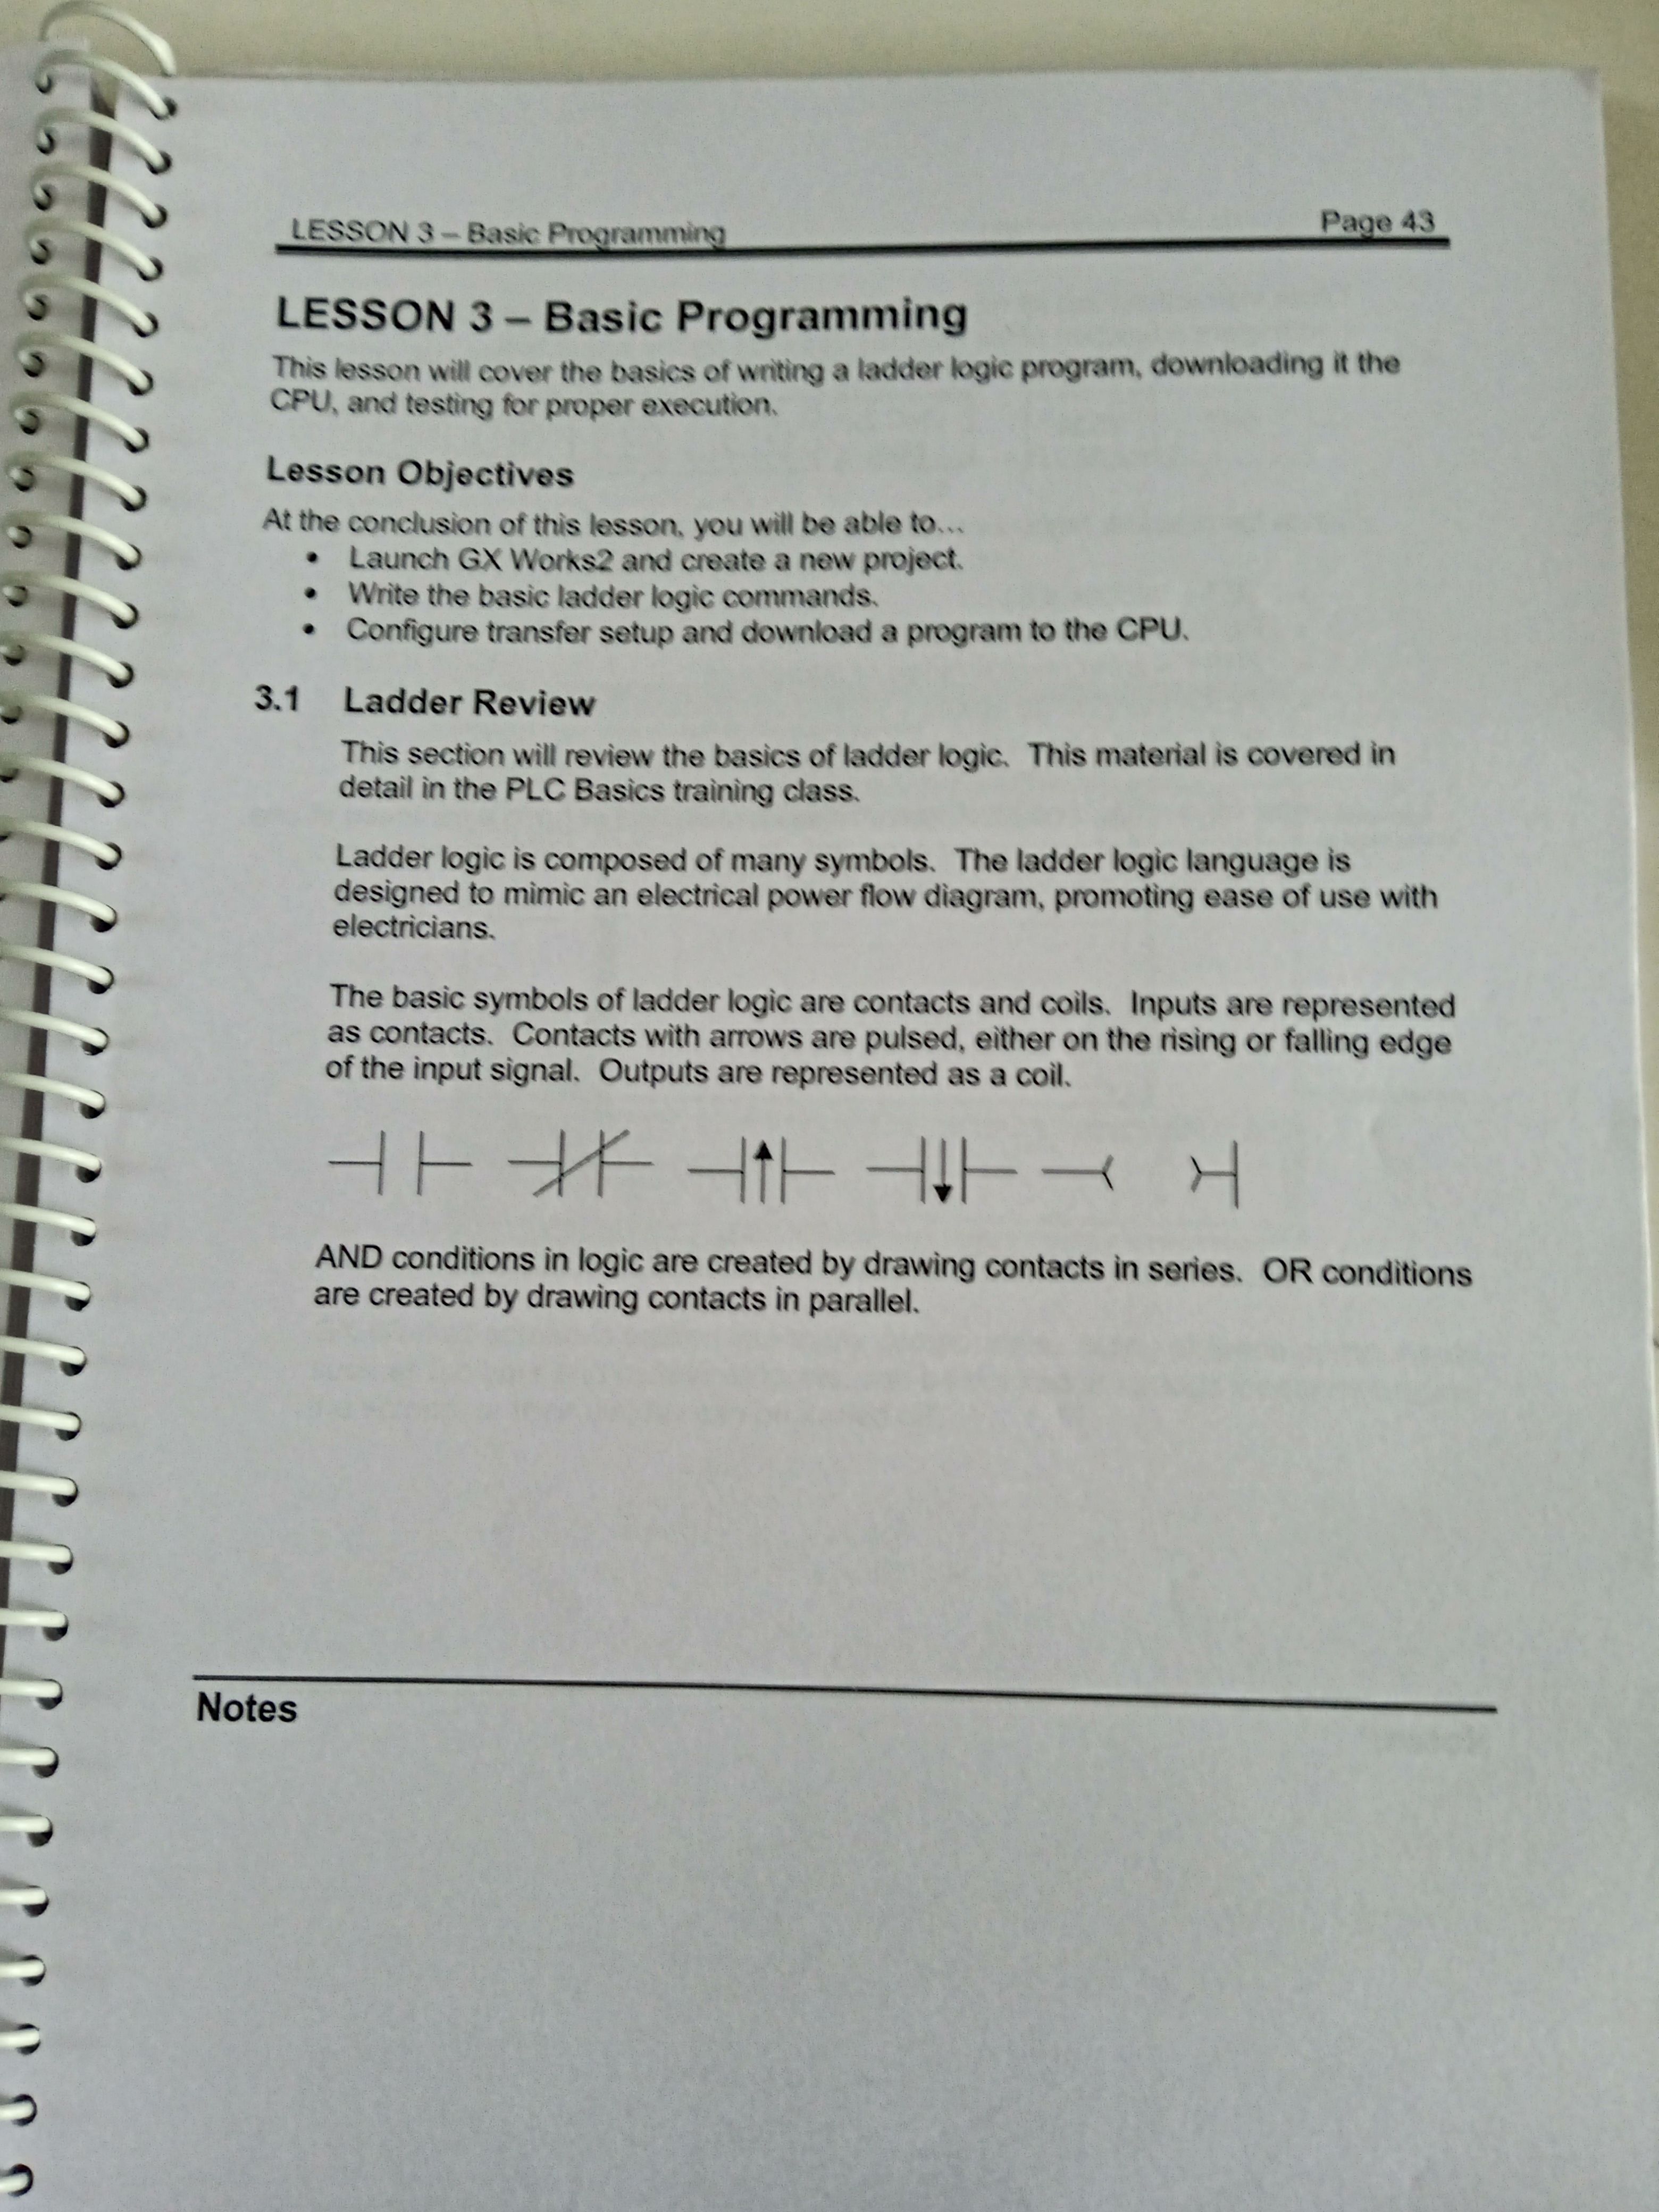 LESSON 3 – Basic Programming
Page 43
LESSON 3 – Basic Programming
This lesson will cover the basics of writing a ladder logic program, downloading it the
CPU, and testing for proper execution.
Lesson Objectives
At the conclusion of this lesson, you will be able to…
• Launch GX Works2 and create a new project.
• Write the basic ladder logic commands.
• Configure transfer setup and download a program to the CPU.
3.1 Ladder Review
This section will review the basics of ladder logic. This material is covered in
detail in the PLC Basics training class.
Ladder logic is composed of many symbols. The ladder logic language is
designed to mimic an electrical power flow diagram, promoting ease of use with
electricians.
The basic symbols of ladder logic are contacts and coils. Inputs are represented
as contacts. Contacts with arrows are pulsed, either on the rising or falling edge
of the input signal. Outputs are represented as a coil.
AND conditions in logic are created by drawing contacts in series. OR conditions
are created by drawing contacts in parallel.
Notes